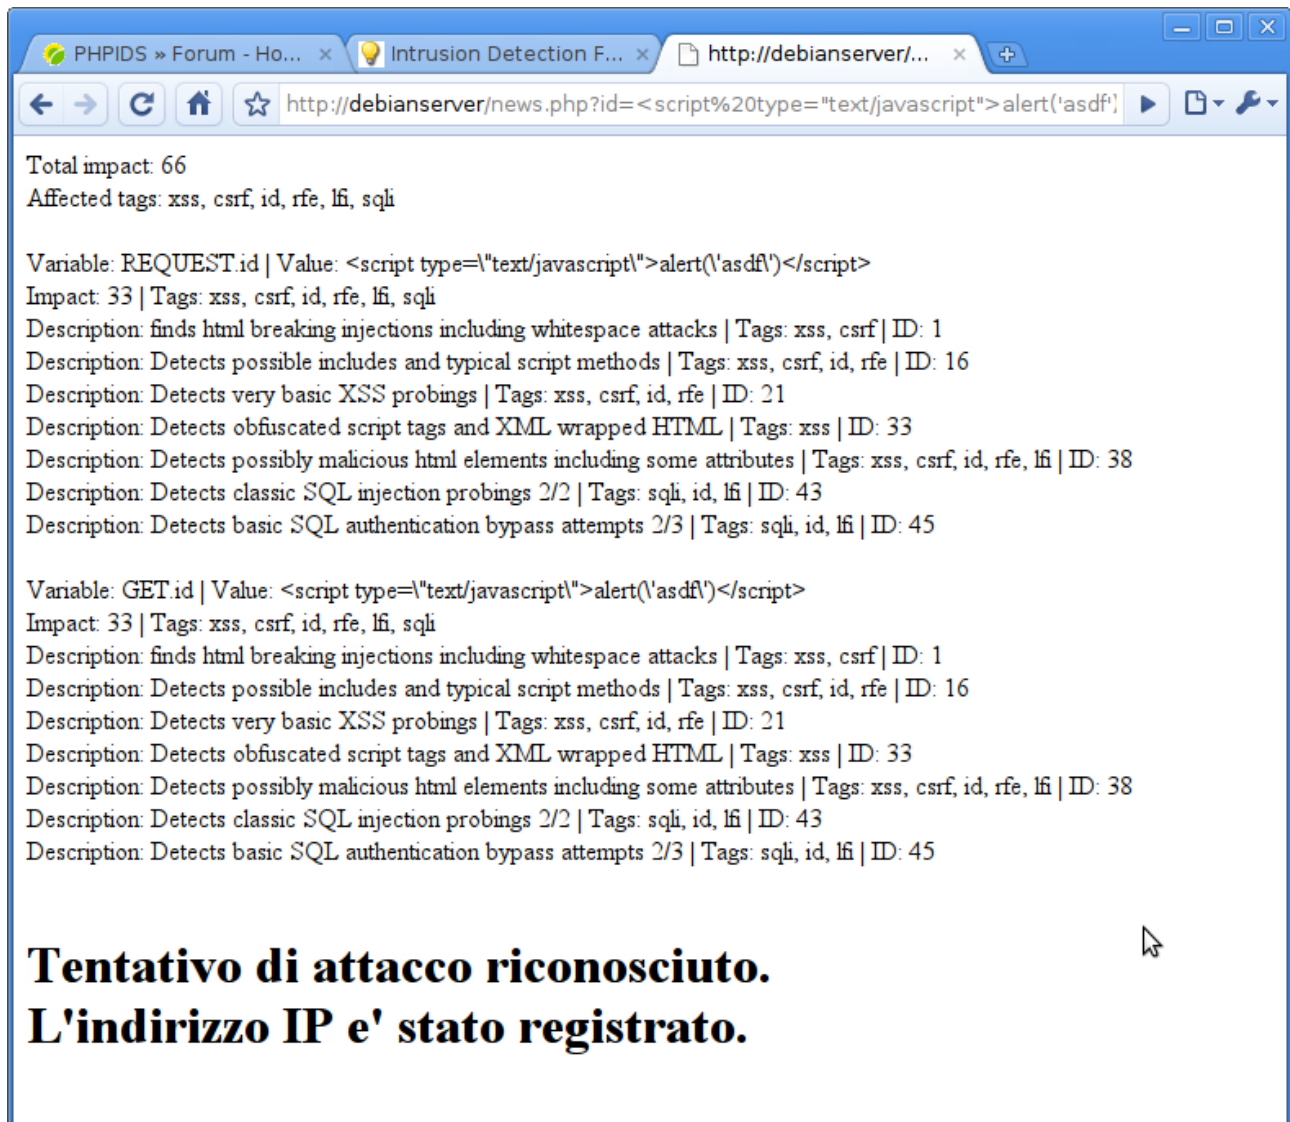 PHPIDS » Forum - Ho...
Intrusion Detection F...
http://debianserver/...
http://debianserver/news.php?id=<script%20type="text/javascript">alert('asdf')
Total impact: 66
Affected tags: xss, csrf, id, rfe, lfi, sqli
Variable: REQUEST.id | Value: <script type=\"text/javascript\">alert(\'asdf\')</script>
Impact: 33 | Tags: xss, csrf, id, rfe, lfi, sqli
Description: finds html breaking injections including whitespace attacks | Tags: xss, csrf | ID: 1
Description: Detects possible includes and typical script methods | Tags: xss, csrf, id, rfe | ID: 16
Description: Detects very basic XSS probings | Tags: xss, csrf, id, rfe | ID: 21
Description: Detects obfuscated script tags and XML wrapped HTML | Tags: xss | ID: 33
Description: Detects possibly malicious html elements including some attributes | Tags: xss, csrf, id, rfe, lfi | ID: 38
Description: Detects classic SQL injection probings 2/2 | Tags: sqli, id, lfi | ID: 43
Description: Detects basic SQL authentication bypass attempts 2/3 | Tags: sqli, id, lfi | ID: 45
Variable: GET.id | Value: <script type=\"text/javascript\">alert(\'asdf\')</script>
Impact: 33 | Tags: xss, csrf, id, rfe, lfi, sqli
Description: finds html breaking injections including whitespace attacks | Tags: xss, csrf | ID: 1
Description: Detects possible includes and typical script methods | Tags: xss, csrf, id, rfe | ID: 16
Description: Detects very basic XSS probings | Tags: xss, csrf, id, rfe | ID: 21
Description: Detects obfuscated script tags and XML wrapped HTML | Tags: xss | ID: 33
Description: Detects possibly malicious html elements including some attributes | Tags: xss, csrf, id, rfe, lfi | ID: 38
Description: Detects classic SQL injection probings 2/2 | Tags: sqli, id, lfi | ID: 43
Description: Detects basic SQL authentication bypass attempts 2/3 | Tags: sqli, id, lfi | ID: 45
Tentativo di attacco riconosciuto.
L'indirizzo IP e' stato registrato.